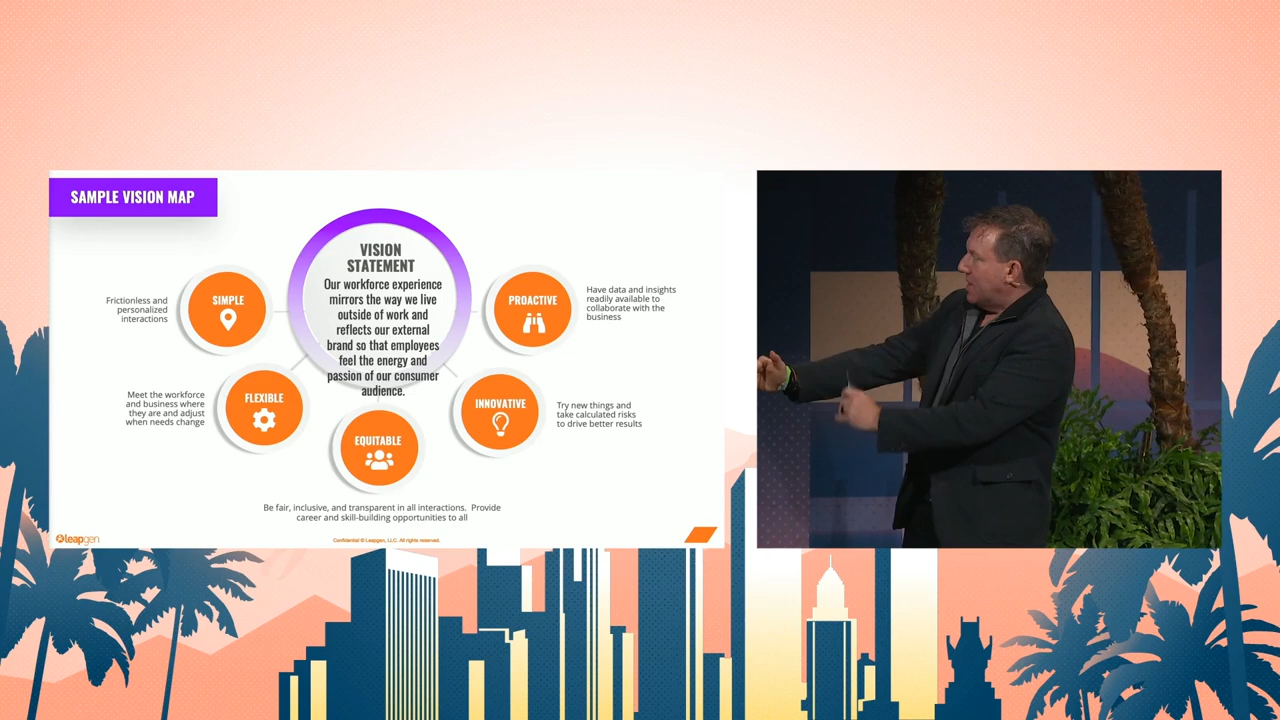 SAMPLE VISION MAP
VISION
STATEMENT
Our workforce experience
mirrors the way we live
outside of work and
reflects our external
brand so that employees
feel the energy and
passion of our consumer
audience.
SIMPLE
Frictionless and
personalized
interactions
FLEXIBLE
Meet the workforce
and business where
they are and adjust
when needs change
EQUITABLE
Be fair, inclusive, and transparent in all interactions. Provide
career and skill-building opportunities to all
INNOVATIVE
Try new things and
take calculated risks
to drive better results
PROACTIVE
Have data and insights
readily available to
collaborate with the
business
leapgen
Confidential © Leapgen, LLC. All rights reserved.